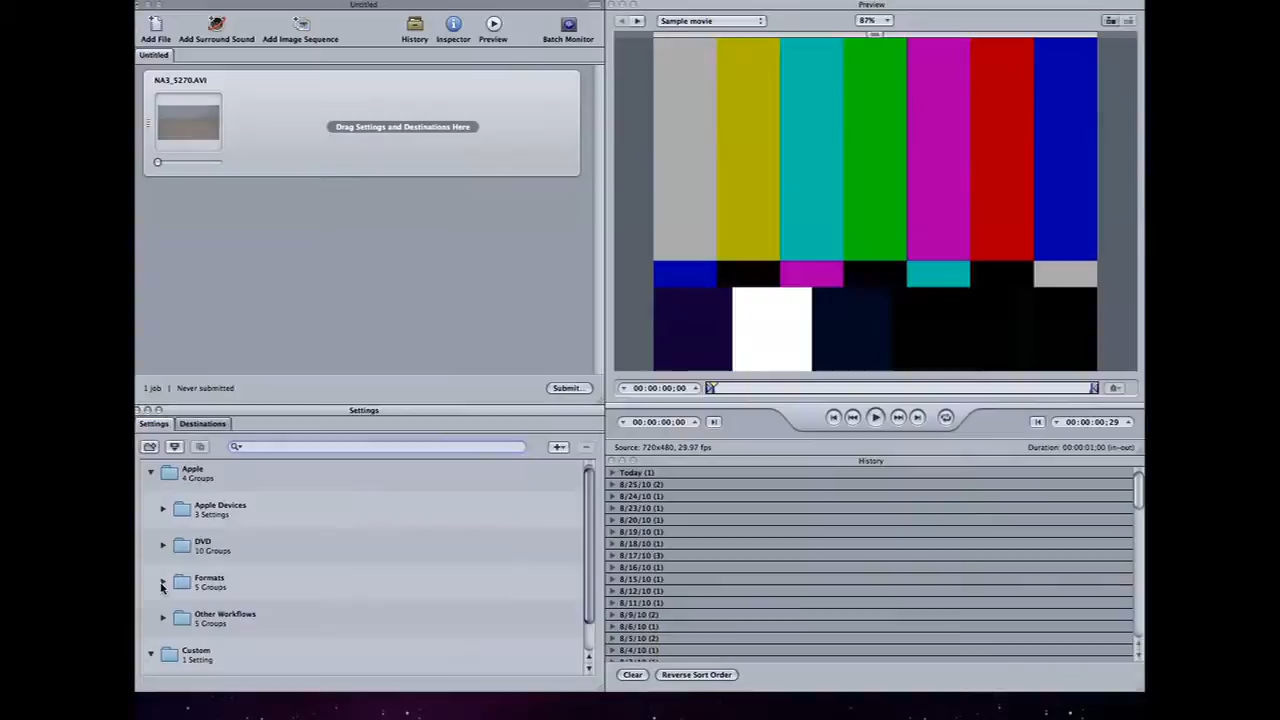 Untitled
Add File
Add Surround Sound
Add Image Sequence
History
Inspector
Preview
Batch Monitor
Untitled
NA3_5270.AVI
Drag Settings and Destinations Here
1 job | Never submitted
Submit...
Settings
Settings
Destinations
Apple
4 Groups
Apple Devices
3 Settings
DVD
10 Groups
Formats
5 Groups
Other Workflows
5 Groups
Custom
1 Setting
Preview
Sample movie
87%
00:00:00;00
00:00:00;00
00:00:00;29
Source: 720x480, 29.97 fps
Duration: 00:00:01;00 (in-out)
History
Today (1)
8/25/10 (2)
8/24/10 (1)
8/23/10 (1)
8/20/10 (1)
8/19/10 (1)
8/18/10 (1)
8/17/10 (3)
8/16/10 (1)
8/15/10 (1)
8/12/10 (1)
8/11/10 (1)
8/9/10 (2)
8/6/10 (1)
8/5/10 (2)
8/4/10 (1)
Clear
Reverse Sort Order